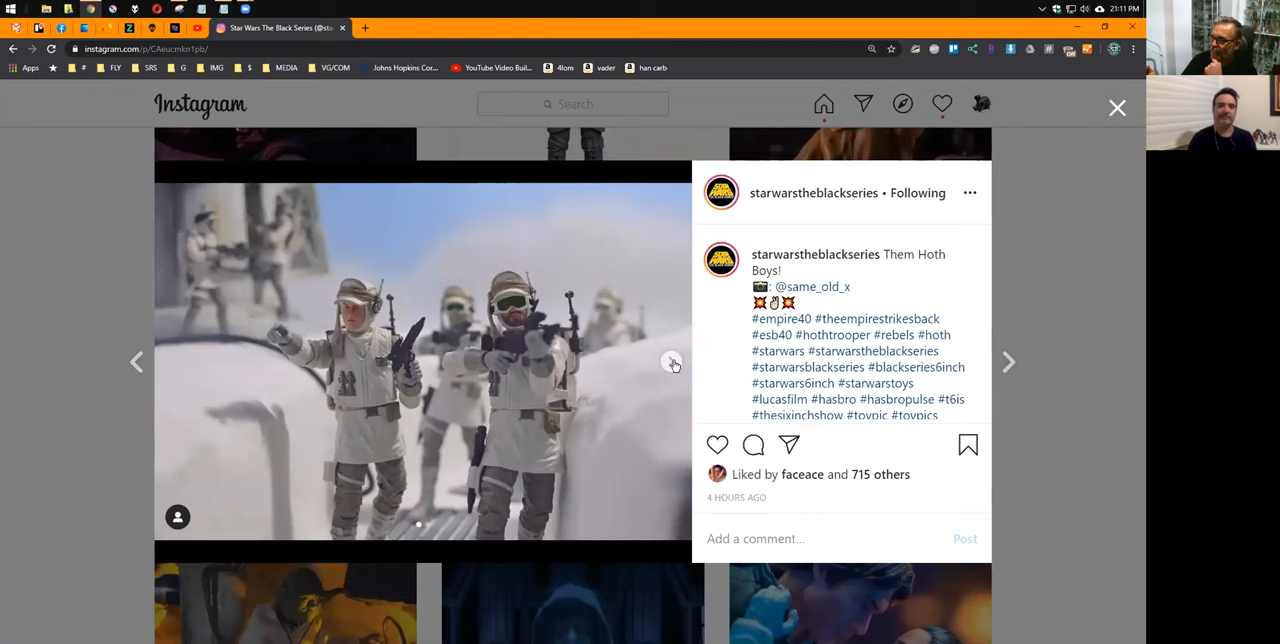 21:11 PM
Star Wars The Black Series (@sta
instagram.com/p/CAeucmkn1pb/
Apps
#
FLY
SRS
G
IMG
$
MEDIA
VG/COM
Johns Hopkins Cor...
YouTube Video Buil...
4lom
vader
han carb
Instagram
Search
starwarstheblackseries • Following
starwarstheblackseries Them Hoth
Boys!
: @same_old_x
#empire40 #theempirestrikesback
#esb40 #hothtrooper #rebels #hoth
#starwars #starwarstheblackseries
#starwarsblackseries #blackseries6inch
#starwars6inch #starwarstoys
#lucasfilm #hasbro #hasbropulse #t6is
#thesixinchshow #toypic #toypics
Liked by faceace and 715 others
4 HOURS AGO
Add a comment...
Post